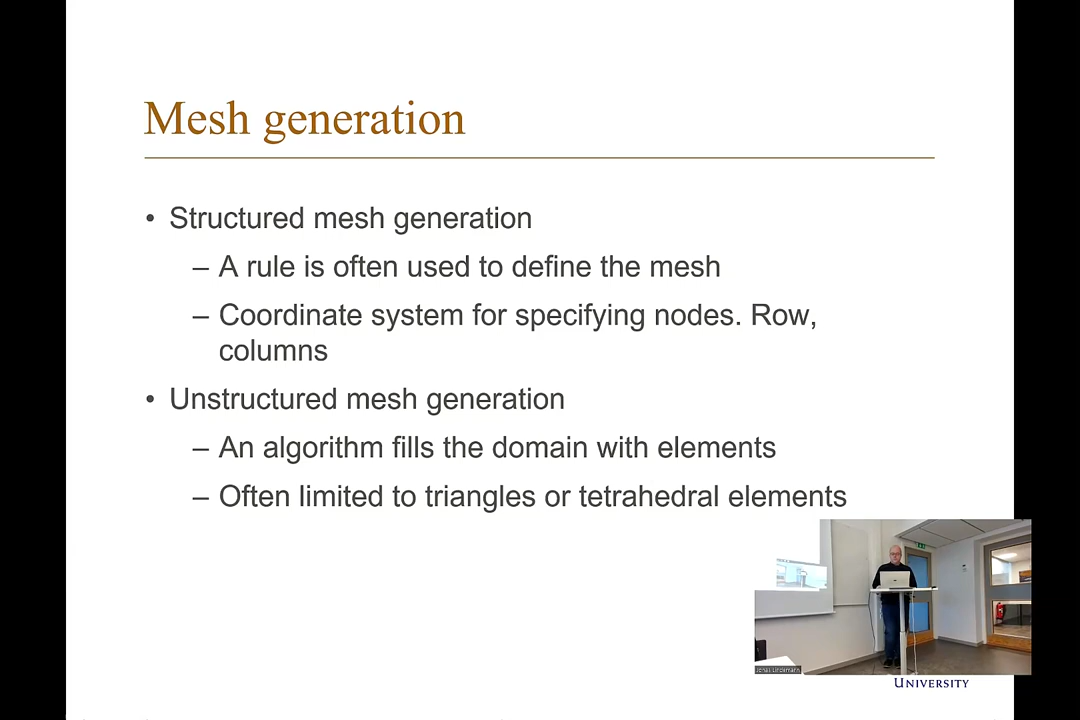 Mesh generation
• Structured mesh generation
– A rule is often used to define the mesh
– Coordinate system for specifying nodes. Row,
columns
• Unstructured mesh generation
– An algorithm fills the domain with elements
– Often limited to triangles or tetrahedral elements
Jonas Lindemann
UNIVERSITY